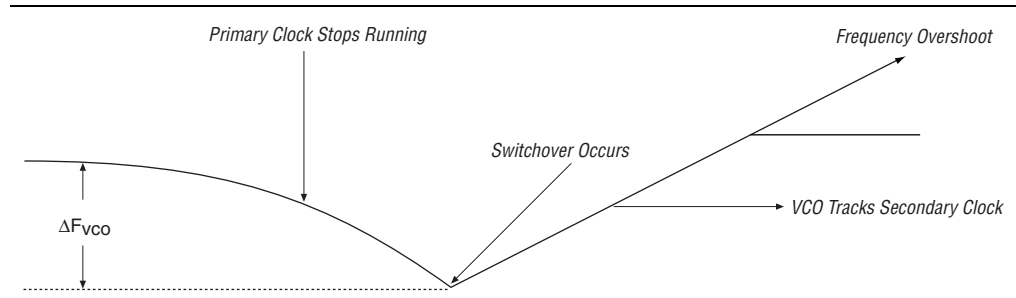 Primary Clock Stops Running
Frequency Overshoot
Switchover Occurs
VCO Tracks Secondary Clock
ΔFVCO